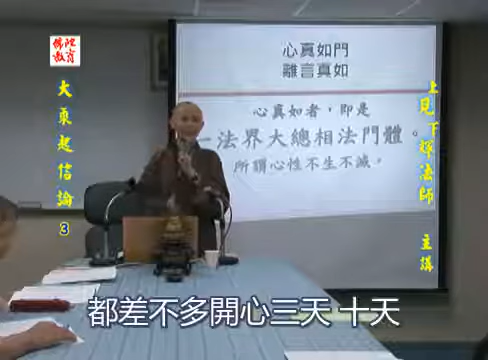 佛陀
教育
大乘起信論
3
心真如門
離言真如
心真如者，即是
一法界大總相法門體。
所謂心性不生不滅。
上見下輝法師 主講
都差不多開心三天 十天